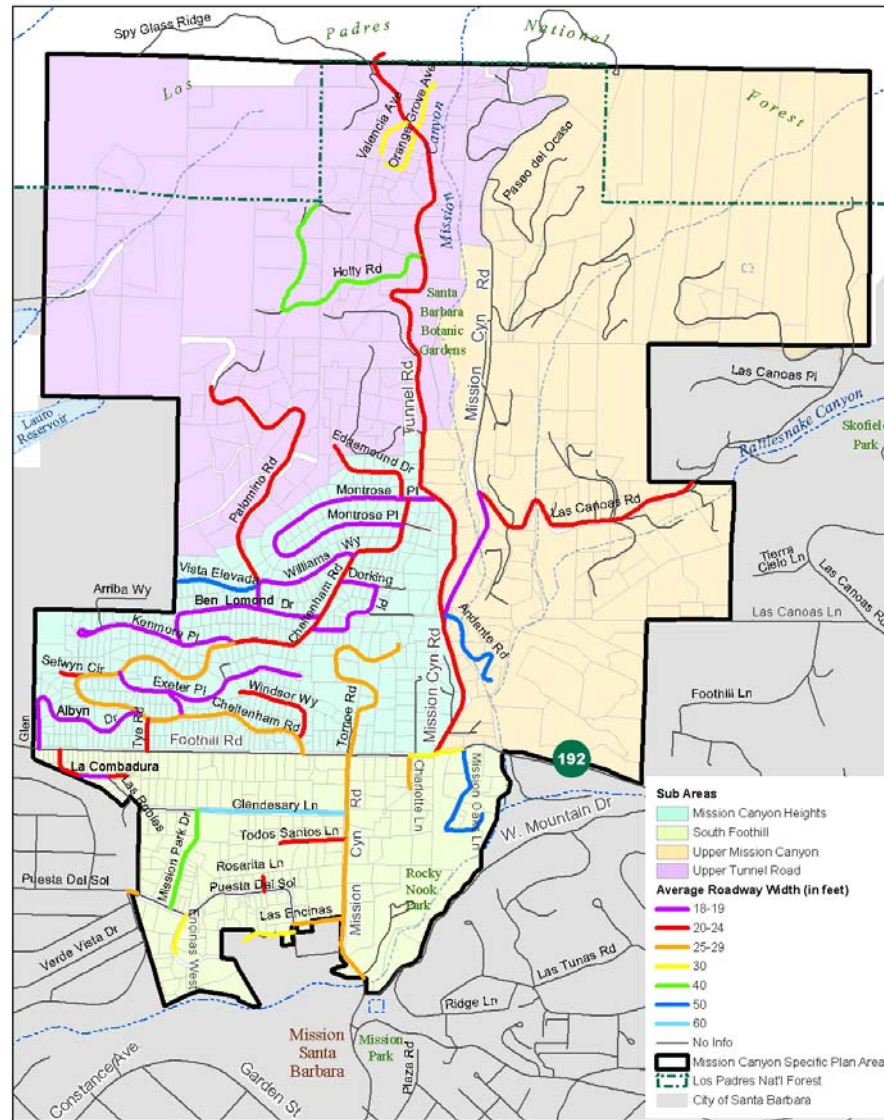 Spy Glass Ridge
Padres
National
Los
Forest
Valencia Ave
Orange Grove Ave
Canyon
Mission
Paseo del Ocaso
Holly Rd
Santa
Barbara
Botanic
Gardens
Mission Cyn Rd
Tunnel Rd
Las Canoas Pl
Rattlesnake Canyon
Skofield
Park
Lauro
Reservoir
Edgemound Dr
Palomino Rd
Montrose Pl
Montrose Pl
Las Canoas Rd
Williams Wy
Vista Elevada
Dorking
Pl
Tierra
Cielo Ln
Las Canoas Rd
Arriba Wy
Ben Lomond Dr
Cheltenham Rd
Andante Rd
Las Canoas Ln
Kenmore Pl
Mission Cyn Rd
Selwyn Cir
Exeter Pl
Windsor Wy
Tornoe Rd
Foothill Ln
Albyn Dr
Cheltenham Rd
Tye Rd
Glen
Foothill Rd
192
La Combadura
Las Robles
Charlotte Ln
Mission Oaks Ln
W. Mountain Dr
Glendesary Ln
Mission Park Dr
Todos Santos Ln
Mission Cyn Rd
Rosarita Ln
Rocky
Nook
Park
Puesta Del Sol
Puesta Del Sol
Las Encinas
Encinas West
Verde Vista Dr
Las Tunas Rd
Ridge Ln
Mission
Santa
Barbara
Mission
Park
Plaza Rd
Constance Ave
Garden St
Sub Areas
Mission Canyon Heights
South Foothill
Upper Mission Canyon
Upper Tunnel Road
Average Roadway Width (in feet)
18-19
20-24
25-29
30
40
50
60
No Info
Mission Canyon Specific Plan Area
Los Padres Nat'l Forest
City of Santa Barbara